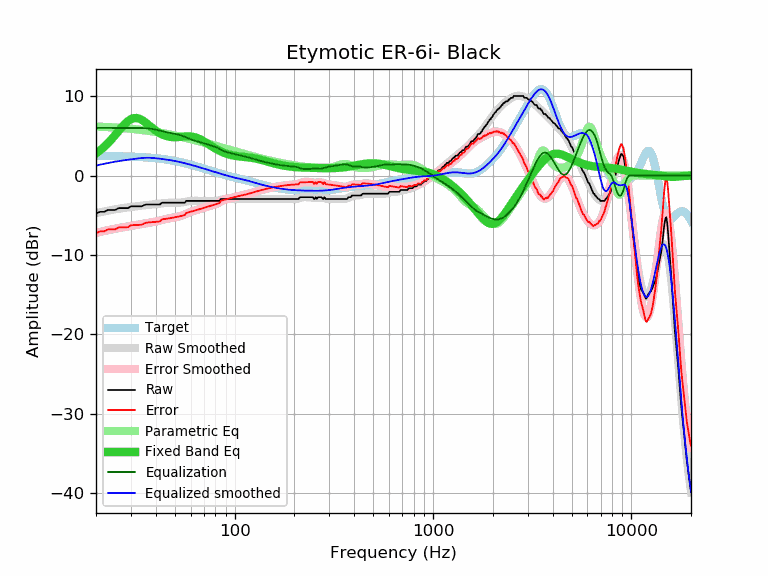 Etymotic ER-6i- Black
Amplitude (dBr)
10
0
−10
−20
−30
−40
Target
Raw Smoothed
Error Smoothed
Raw
Error
Parametric Eq
Fixed Band Eq
Equalization
Equalized smoothed
100
1000
10000
Frequency (Hz)